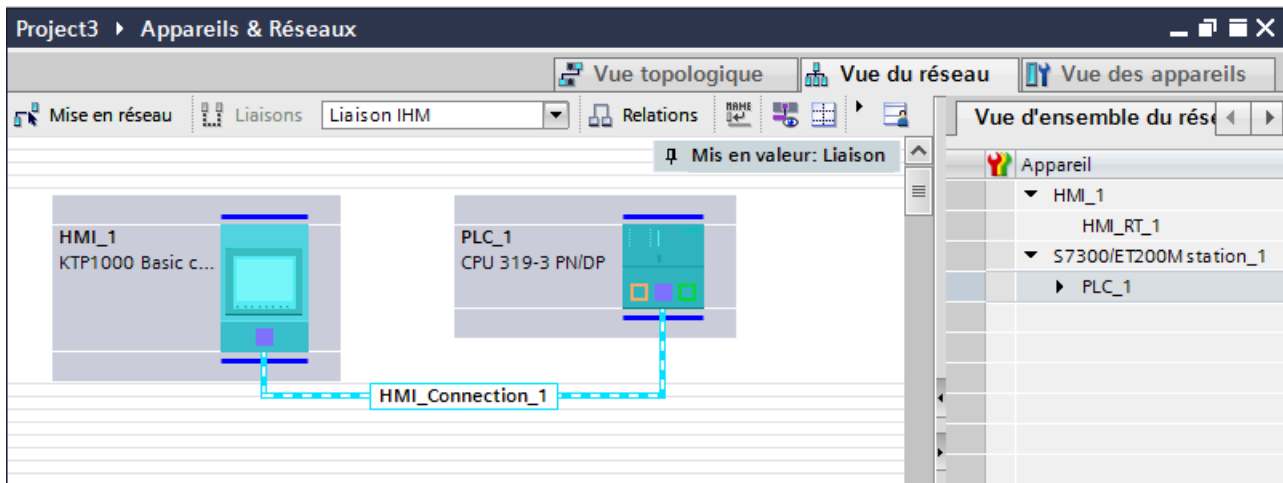 Project3 ▸ Appareils & Réseaux
Vue topologique
Vue du réseau
Vue des appareils
Mise en réseau
Liaisons
Liaison IHM
Relations
NAME
Vue d'ensemble du rése
Mis en valeur: Liaison
Appareil
HMI_1
HMI_RT_1
S7300/ET200M station_1
PLC_1
HMI_1
KTP1000 Basic c...
PLC_1
CPU 319-3 PN/DP
HMI_Connection_1